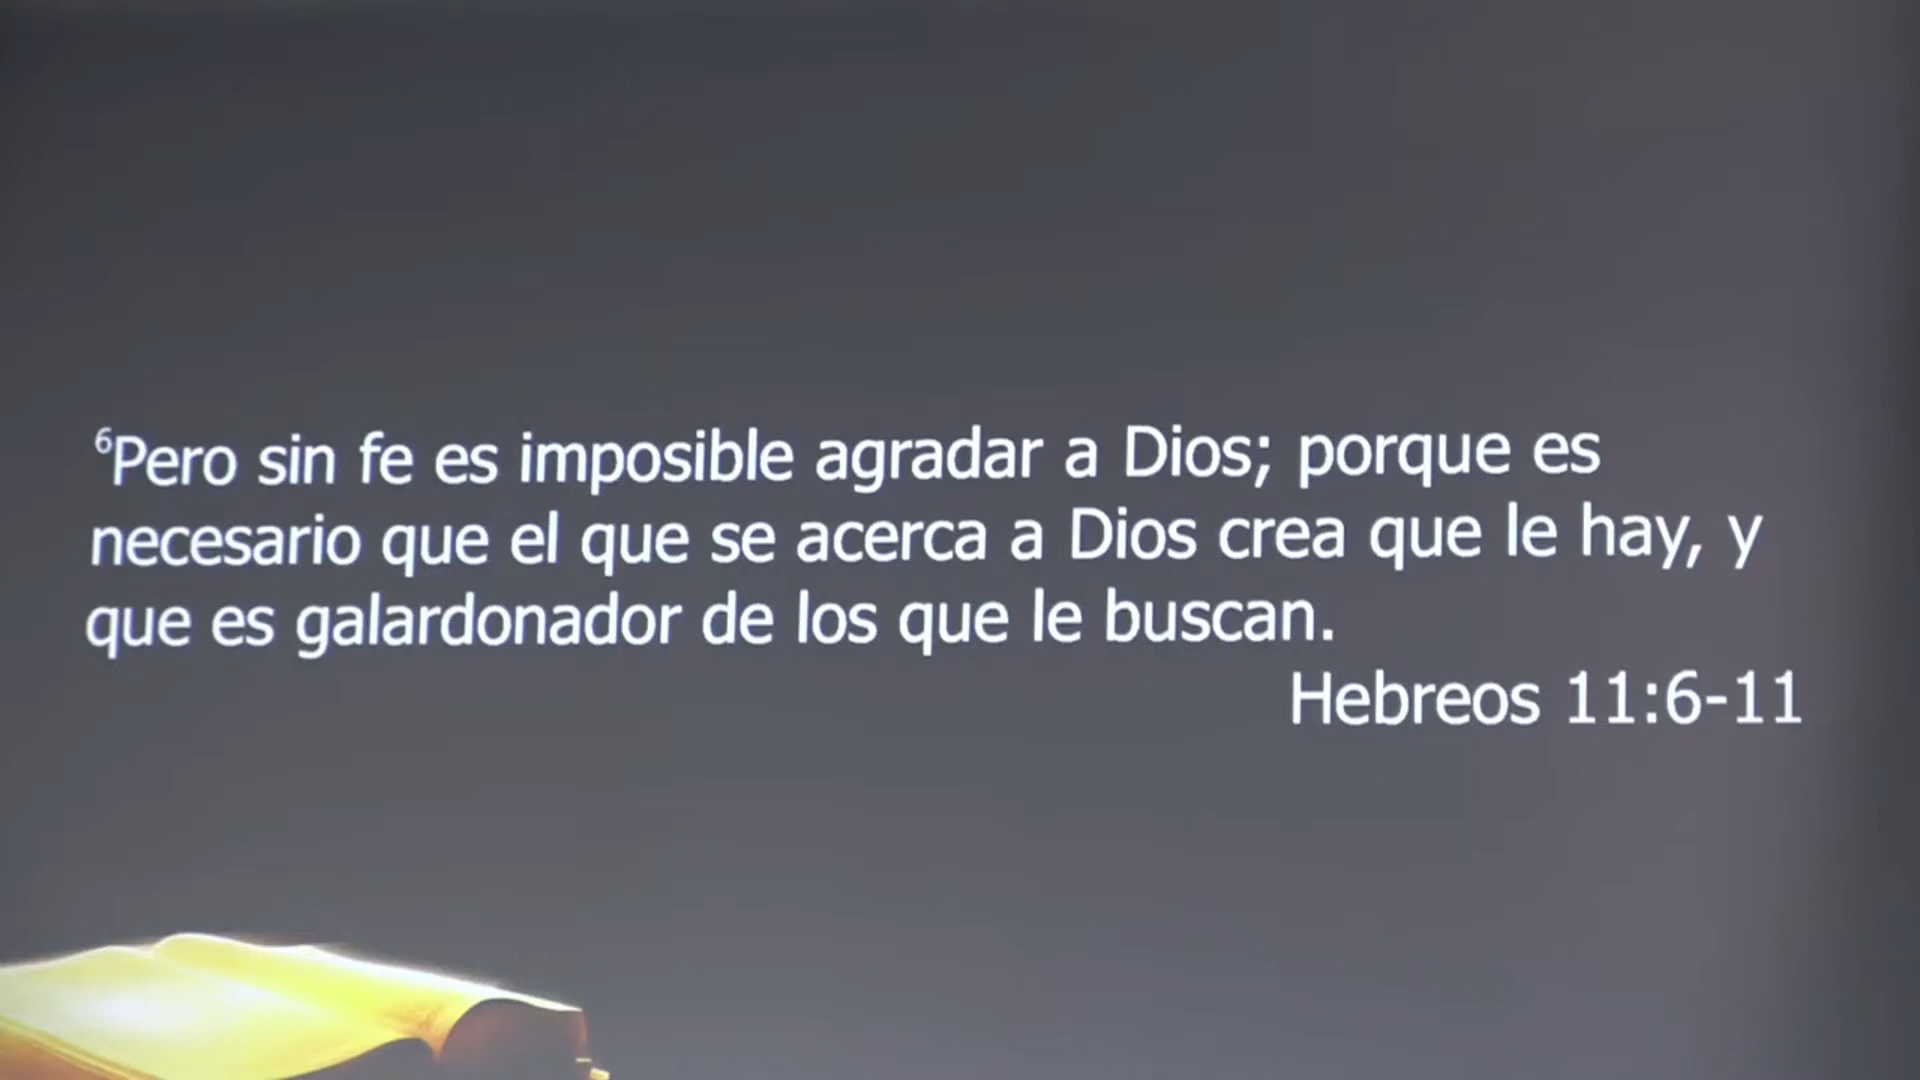 ⁶Pero sin fe es imposible agradar a Dios; porque es
necesario que el que se acerca a Dios crea que le hay, y
que es galardonador de los que le buscan.
Hebreos 11:6-11